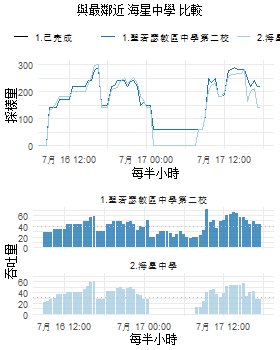 與最鄰近 海星中學 比較
1.已完成
1.聖若瑟教區中學第二校
2.海星
採樣量
300
200
100
0
7月 16 12:00
7月 17 00:00
7月 17 12:00
每半小時
1.聖若瑟教區中學第二校
60
40
20
0
2.海星中學
60
40
20
0
吞吐量
7月 16 12:00
7月 17 00:00
7月 17 12:00
每半小時